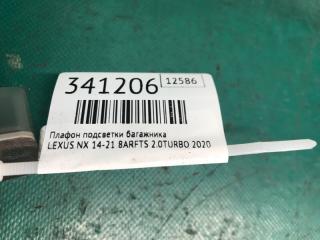 341206 12586
Плафон подсветки багажника
LEXUS NX 14-21 8ARFTS 2.0TURBO 2020